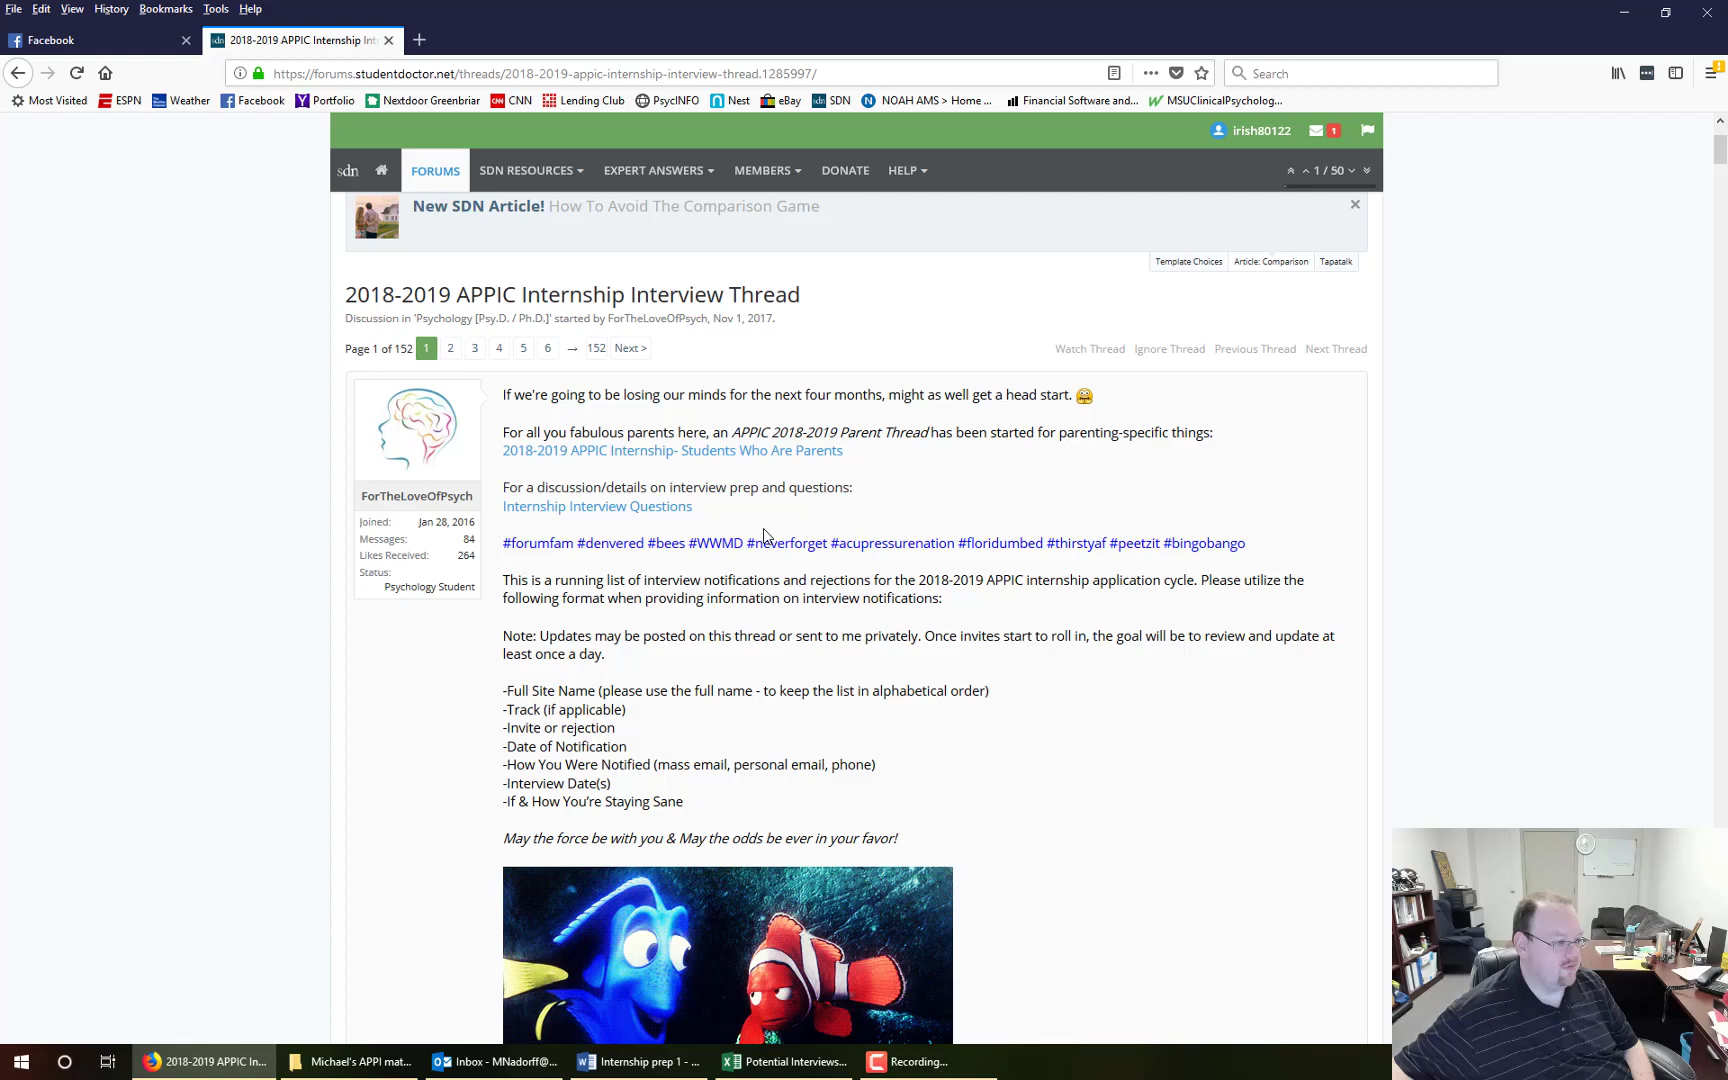 File Edit View History Bookmarks Tools Help
Facebook 2018-2019 APPIC Internship Int
https://forums.studentdoctor.net/threads/2018-2019-appic-internship-interview-thread.1285997/ Search
Most Visited ESPN Weather Facebook Portfolio Nextdoor Greenbriar CNN Lending Club PsycINFO Nest eBay SDN NOAH AMS > Home ... Financial Software and... MSUClinicalPsycholog...
irish80122 1
sdn FORUMS SDN RESOURCES EXPERT ANSWERS MEMBERS DONATE HELP 1 / 50
New SDN Article! How To Avoid The Comparison Game
Template Choices Article: Comparison Tapatalk
2018-2019 APPIC Internship Interview Thread
Discussion in 'Psychology [Psy.D. / Ph.D.]' started by ForTheLoveOfPsych, Nov 1, 2017.
Page 1 of 152 1 2 3 4 5 6 → 152 Next > Watch Thread Ignore Thread Previous Thread Next Thread
If we're going to be losing our minds for the next four months, might as well get a head start.
For all you fabulous parents here, an APPIC 2018-2019 Parent Thread has been started for parenting-specific things:
2018-2019 APPIC Internship- Students Who Are Parents
For a discussion/details on interview prep and questions:
Internship Interview Questions
ForTheLoveOfPsych
Joined: Jan 28, 2016
Messages: 84
Likes Received: 264
Status:
Psychology Student
#forumfam #denvered #bees #WWMD #neverforget #acupressurenation #floridumbed #thirstyaf #peetzit #bingobango
This is a running list of interview notifications and rejections for the 2018-2019 APPIC internship application cycle. Please utilize the
following format when providing information on interview notifications:
Note: Updates may be posted on this thread or sent to me privately. Once invites start to roll in, the goal will be to review and update at
least once a day.
-Full Site Name (please use the full name - to keep the list in alphabetical order)
-Track (if applicable)
-Invite or rejection
-Date of Notification
-How You Were Notified (mass email, personal email, phone)
-Interview Date(s)
-If & How You're Staying Sane
May the force be with you & May the odds be ever in your favor!
2018-2019 APPIC In... Michael's APPI mat... Inbox - MNadorff@... Internship prep 1 - ... Potential Interviews... Recording...